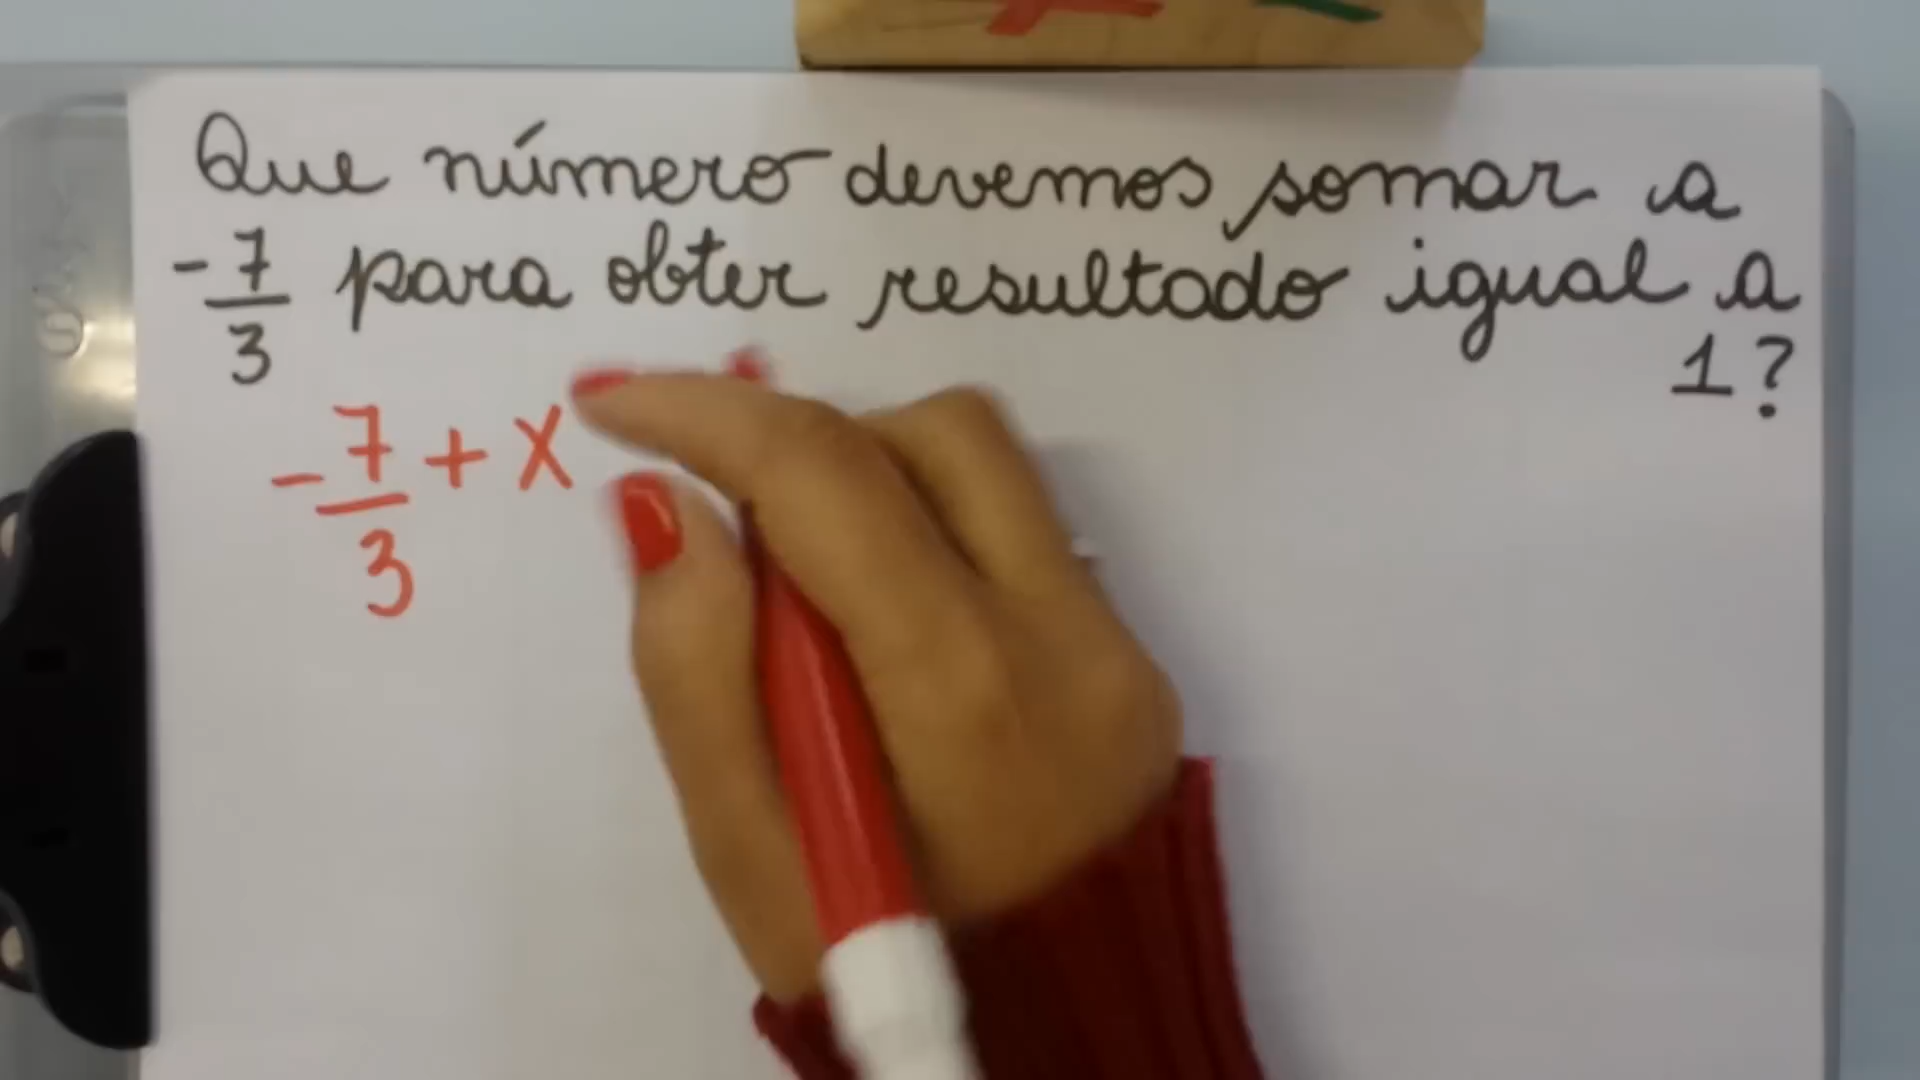 Que número devemos somar a
-7/3 para obter resultado igual a
1?
-7/3 + x